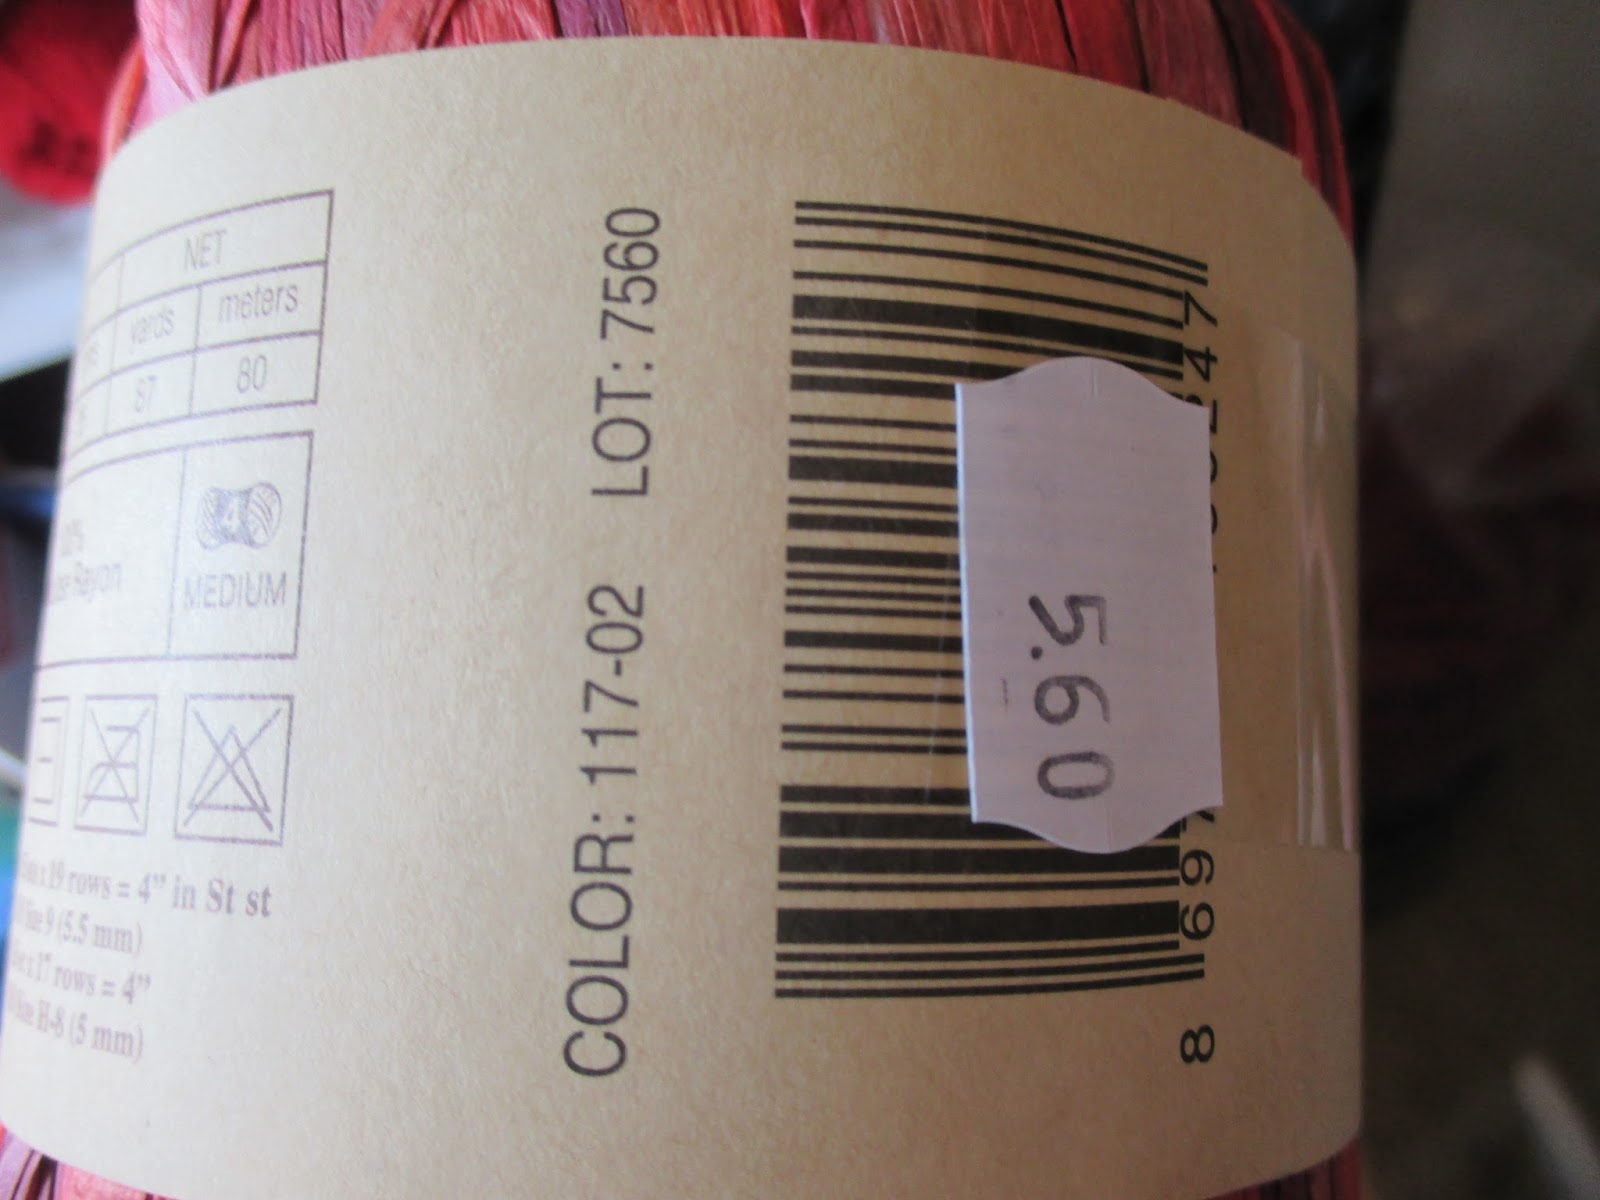 NET
yards meters
87 80
4
MEDIUM
Rayon
19 rows = 4" in St st
Size 9 (5.5 mm)
x 17 rows = 4"
Size H-8 (5 mm)
COLOR: 117-02 LOT: 7560
5.60
8